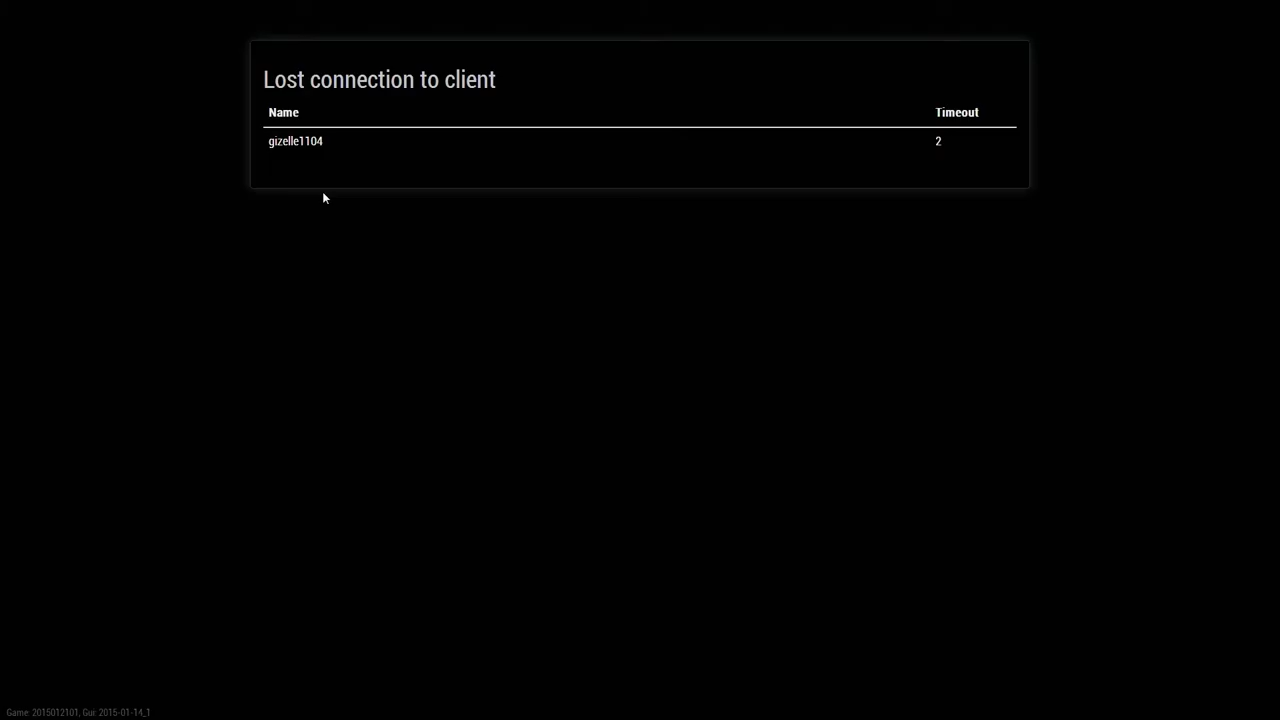 Lost connection to client
Name Timeout
gizelle1104 2
Game: 2015012101, Gui: 2015-01-14_1